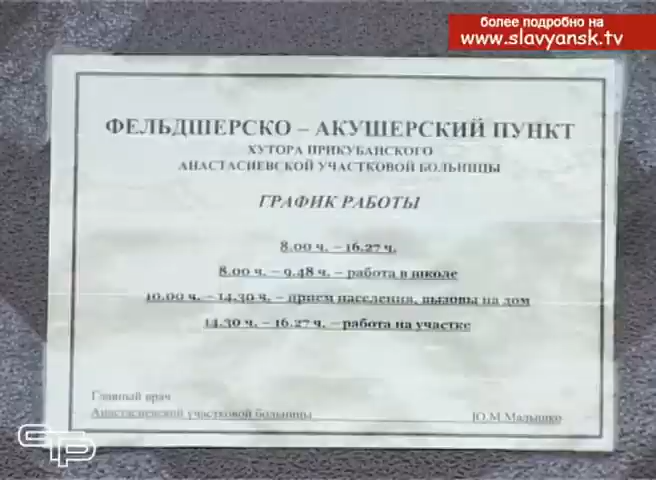 более подробно на
www.slavyansk.tv
ФЕЛЬДШЕРСКО – АКУШЕРСКИЙ ПУНКТ
ХУТОРА ПРИКУБАНСКОГО
АНАСТАСИЕВСКОЙ УЧАСТКОВОЙ БОЛЬНИЦЫ
ГРАФИК РАБОТЫ
8.00 ч. – 16.27 ч.
8.00 ч. – 9.48 ч. – работа в школе
10.00 ч. – 14.30 ч. – прием населения, вызовы на дом
14.30 ч. – 16.27 ч. – работа на участке
Главный врач
Анастасиевской участковой больницы Ю.М Малышко